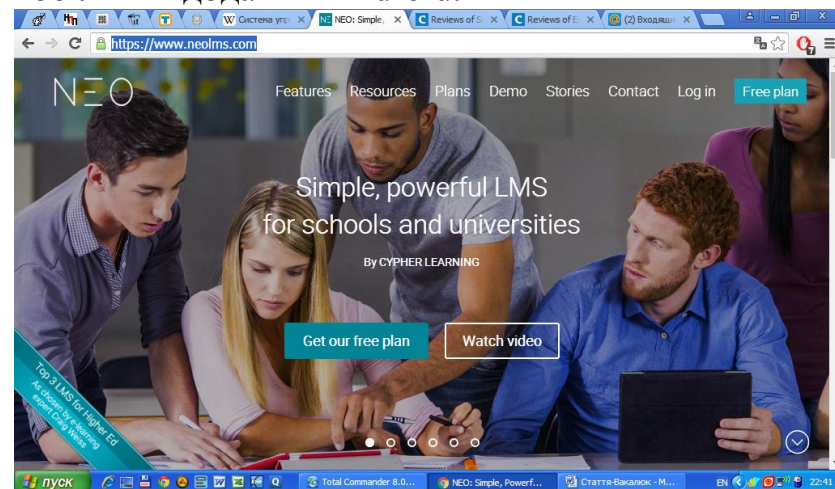 W Система упр
NEO: Simple,
Reviews of S
Reviews of E
(2) Входящи
https://www.neolms.com
NEO
Features Resources Plans Demo Stories Contact Log in Free plan
Simple, powerful LMS
for schools and universities
By CYPHER LEARNING
Get our free plan Watch video
Top 3 LMS for Higher Ed
As chosen by e-learning
expert Craig Weiss
пуск
Total Commander 8.0...
NEO: Simple, Powerf...
Стаття-Вакалюк - M...
EN 22:41